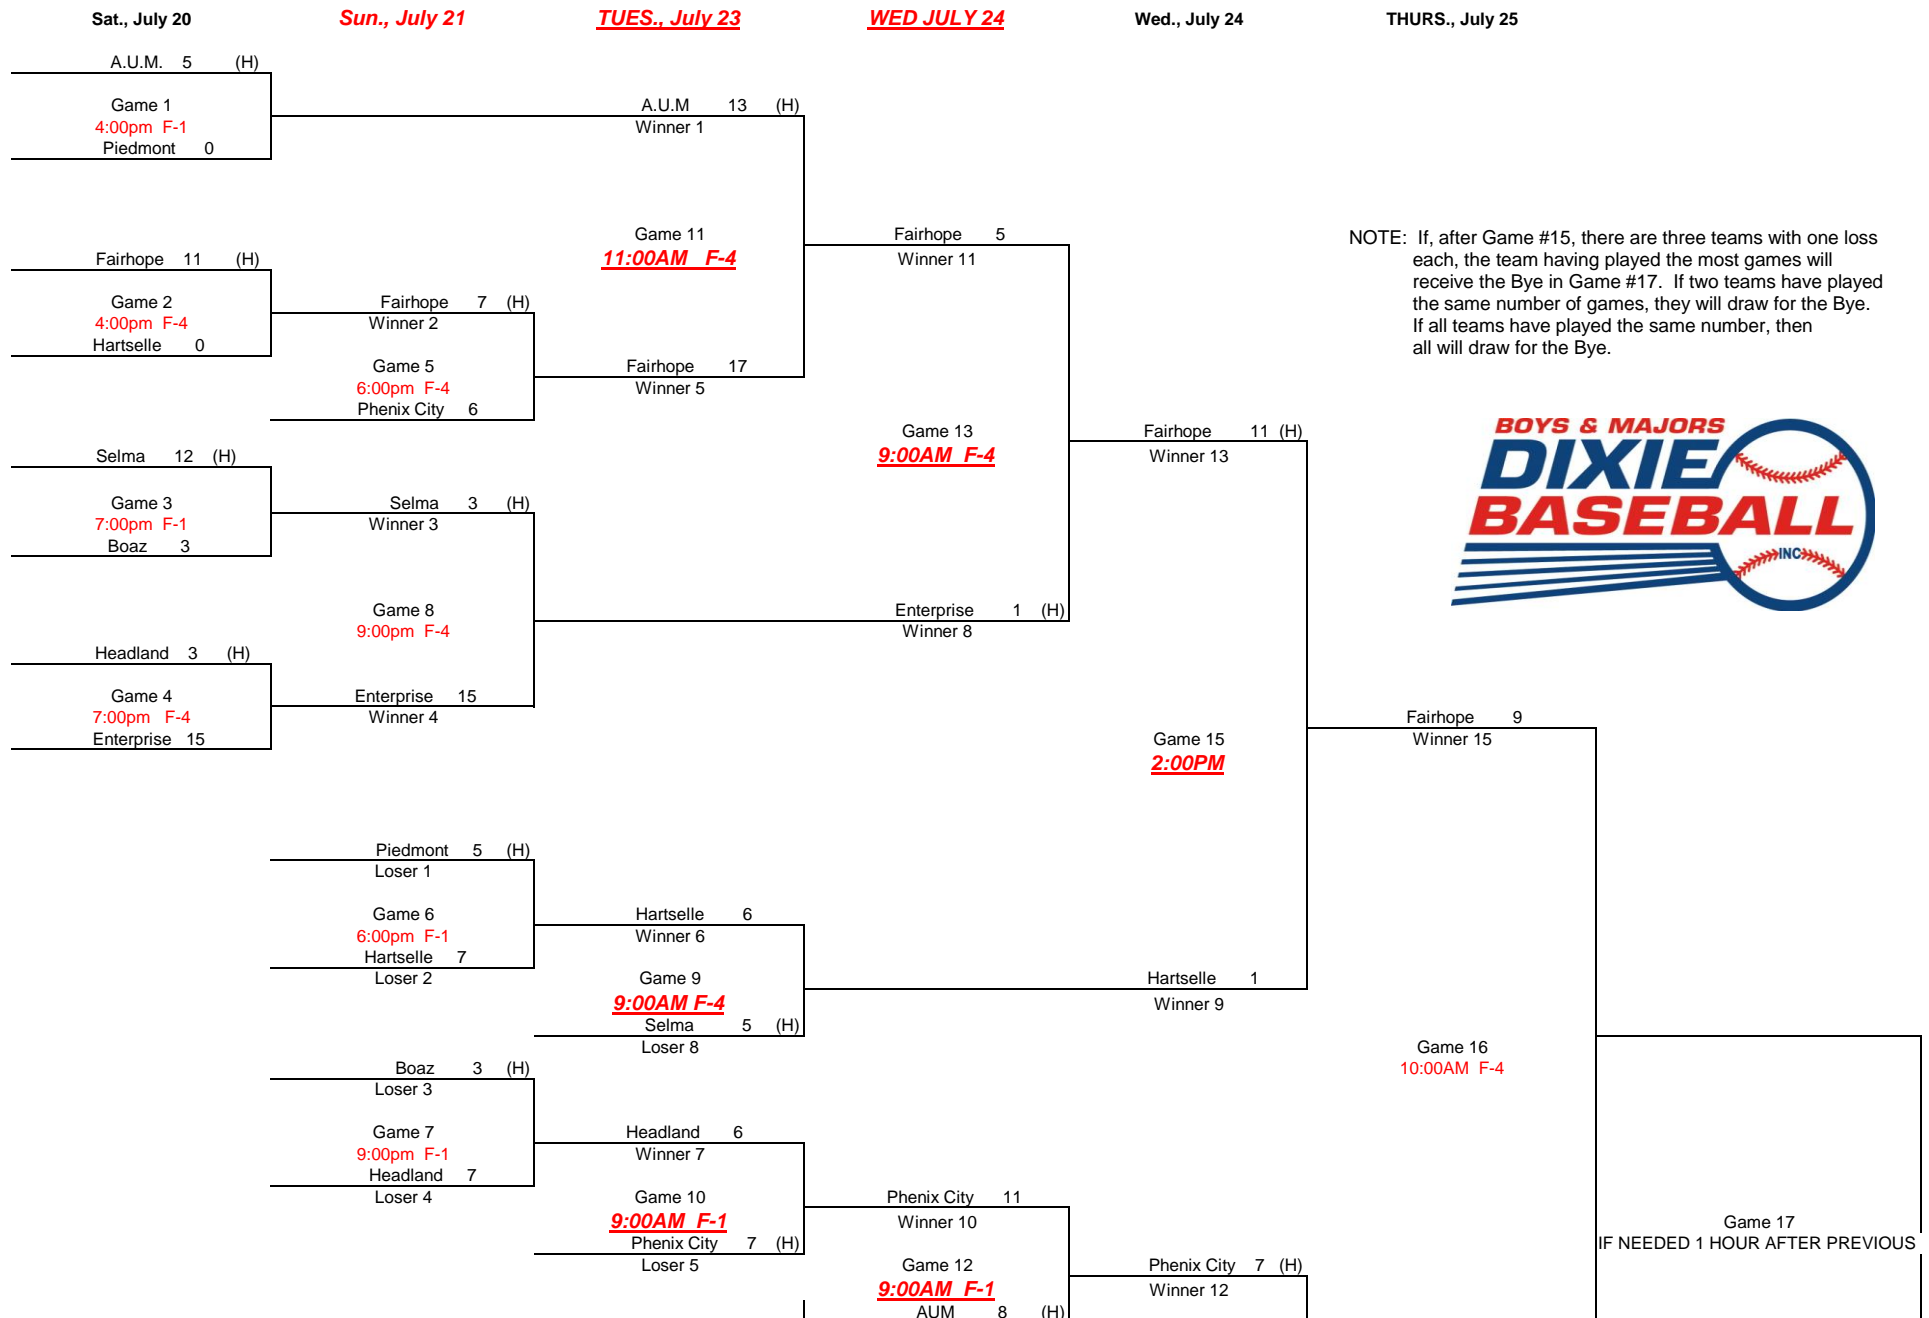 Sat., July 20
Sun., July 21
TUES., July 23
WED JULY 24
Wed., July 24
THURS., July 25
A.U.M. 5 (H)
Game 1
4:00pm F-1
Piedmont 0
A.U.M 13 (H)
Winner 1
Fairhope 11 (H)
Game 2
4:00pm F-4
Hartselle 0
Fairhope 7 (H)
Winner 2
Game 5
6:00pm F-4
Phenix City 6
Game 11
11:00AM F-4
Fairhope 17
Winner 5
Fairhope 5
Winner 11
NOTE: If, after Game #15, there are three teams with one loss
each, the team having played the most games will
receive the Bye in Game #17. If two teams have played
the same number of games, they will draw for the Bye.
If all teams have played the same number, then
all will draw for the Bye.
BOYS & MAJORS
DIXIE
BASEBALL
INC
Selma 12 (H)
Game 3
7:00pm F-1
Boaz 3
Selma 3 (H)
Winner 3
Game 8
9:00pm F-4
Game 13
9:00AM F-4
Fairhope 11 (H)
Winner 13
Enterprise 1 (H)
Winner 8
Headland 3 (H)
Game 4
7:00pm F-4
Enterprise 15
Enterprise 15
Winner 4
Game 15
2:00PM
Fairhope 9
Winner 15
Piedmont 5 (H)
Loser 1
Game 6
6:00pm F-1
Hartselle 7
Loser 2
Hartselle 6
Winner 6
Game 9
9:00AM F-4
Selma 5 (H)
Loser 8
Hartselle 1
Winner 9
Game 16
10:00AM F-4
Boaz 3 (H)
Loser 3
Game 7
9:00pm F-1
Headland 7
Loser 4
Headland 6
Winner 7
Game 10
9:00AM F-1
Phenix City 7 (H)
Loser 5
Phenix City 11
Winner 10
Game 12
9:00AM F-1
AUM 8 (H)
Phenix City 7 (H)
Winner 12
Game 17
IF NEEDED 1 HOUR AFTER PREVIOUS